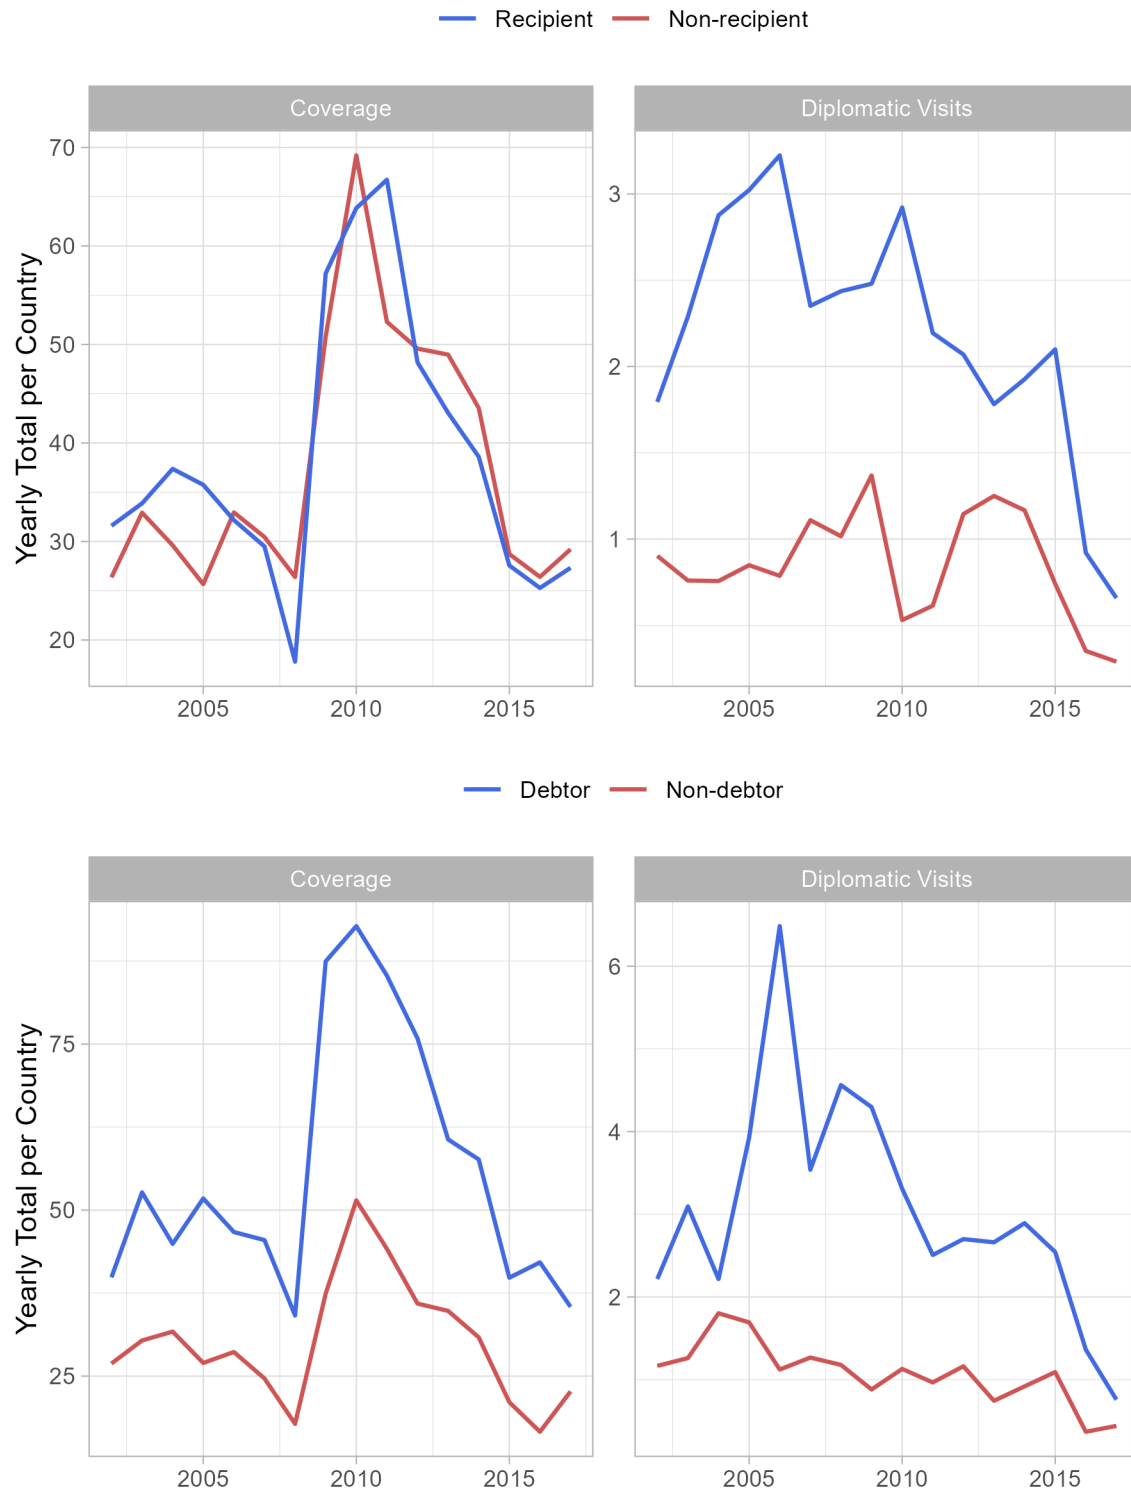 Recipient Non-recipient
Coverage Diplomatic Visits
Yearly Total per Country
70
60
50
40
30
20
3
2
1
2005 2010 2015 2005 2010 2015
Debtor Non-debtor
Coverage Diplomatic Visits
Yearly Total per Country
75
50
25
6
4
2
2005 2010 2015 2005 2010 2015